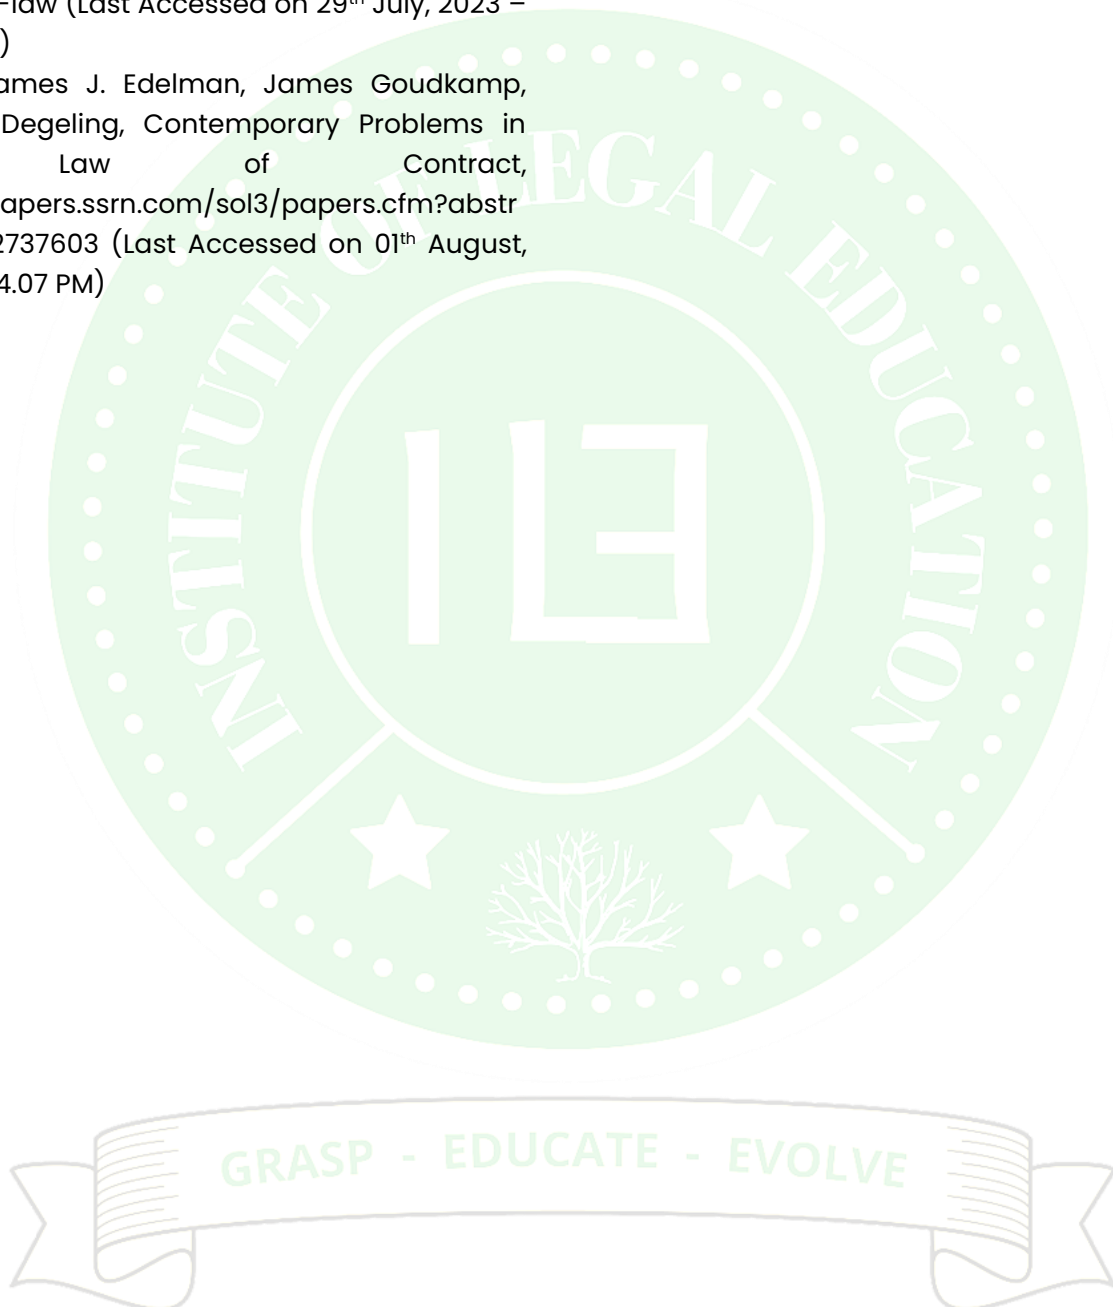 -law (Last Accessed on 29th July, 2023 –
)
ames J. Edelman, James Goudkamp,
Degeling, Contemporary Problems in
Law of Contract,
apers.ssrn.com/sol3/papers.cfm?abstr
2737603 (Last Accessed on 01th August,
4.07 PM)
INSTITUTE OF LEGAL EDUCATION
ILE
GRASP - EDUCATE - EVOLVE